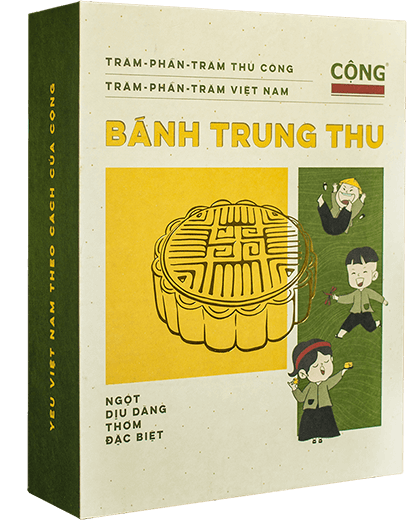 TRĂM-PHẦN-TRĂM THỦ CÔNG
TRĂM-PHẦN-TRĂM VIỆT NAM
CỘNG
BÁNH TRUNG THU
NGỌT
DỊU DÀNG
THƠM
ĐẶC BIỆT
YÊU VIỆT NAM THEO CÁCH CỦA CỘNG